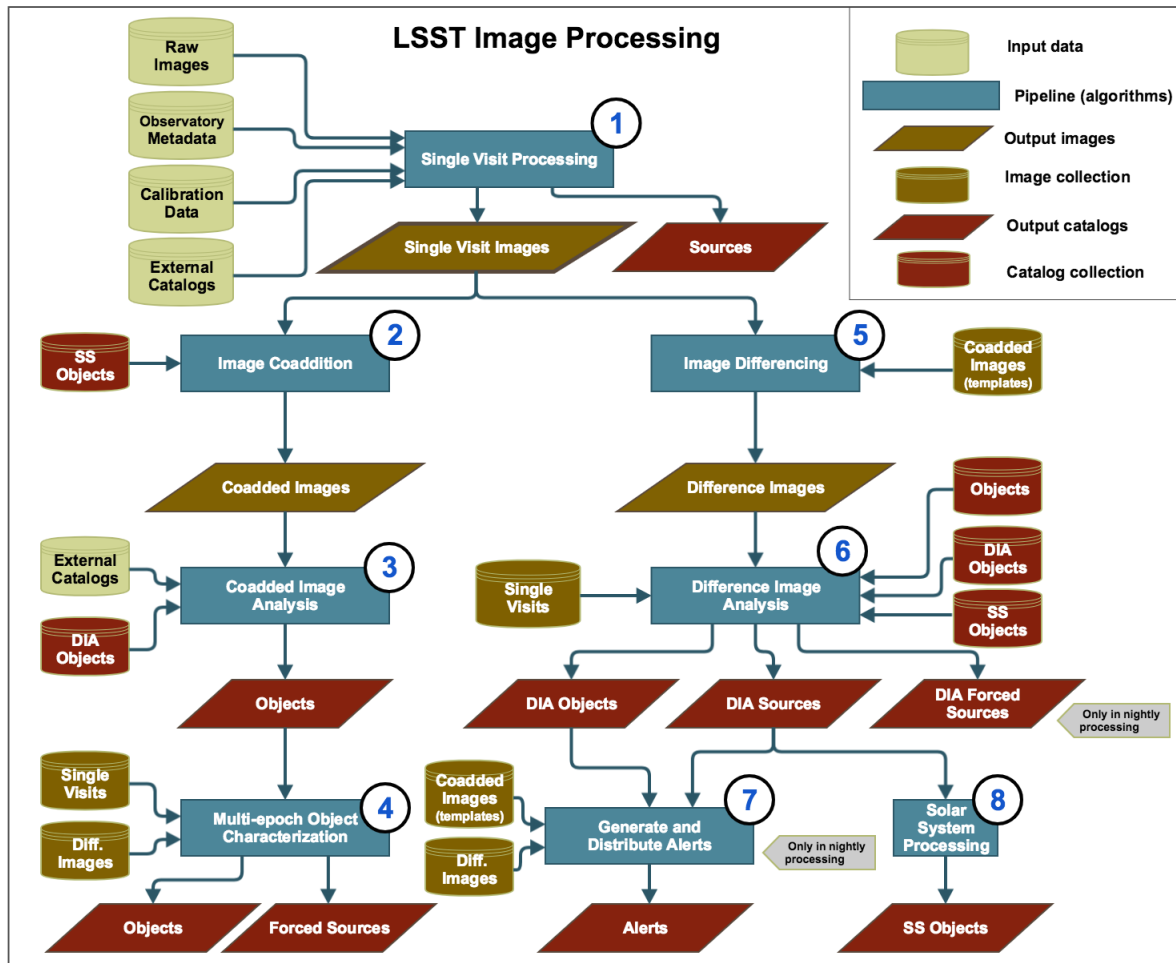 LSST Image Processing
Raw
Images
Observatory
Metadata
Calibration
Data
External
Catalogs
1
Single Visit Processing
Single Visit Images
Sources
Input data
Pipeline (algorithms)
Output images
Image collection
Output catalogs
Catalog collection
SS
Objects
2
Image Coaddition
5
Image Differencing
Coadded
Images
(templates)
Coadded Images
Difference Images
External
Catalogs
DIA
Objects
3
Coadded Image
Analysis
Single
Visits
6
Difference Image
Analysis
Objects
DIA
Objects
SS
Objects
Objects
DIA Objects
DIA Sources
DIA Forced
Sources
Only in nightly
processing
Single
Visits
Diff.
Images
4
Multi-epoch Object
Characterization
Coadded
Images
(templates)
Diff.
Images
7
Generate and
Distribute Alerts
Only in nightly
processing
8
Solar
System
Processing
Objects
Forced Sources
Alerts
SS Objects